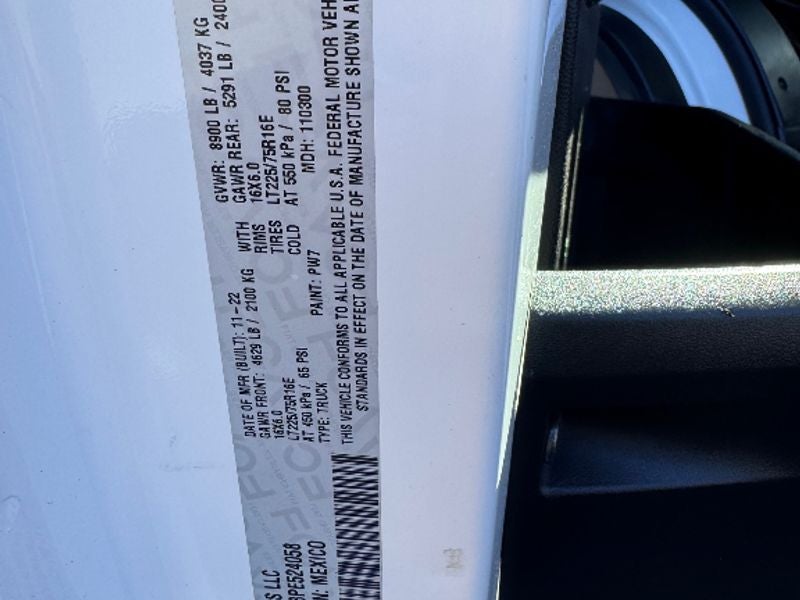 S LLC
DATE OF MFR (BUILT): 11-22
GVWR: 8900 LB / 4037 KG
GAWR FRONT: 4629 LB / 2100 KG
WITH
GAWR REAR: 5291 LB / 2400
16X6.0
RIMS
16X6.0
LT225/75R16E
TIRES
LT225/75R16E
AT 450 kPa / 65 PSI
COLD
AT 550 kPa / 80 PSI
TYPE: TRUCK
PAINT: PW7
MDH: 110300
THIS VEHICLE CONFORMS TO ALL APPLICABLE U.S.A. FEDERAL MOTOR VEH
STANDARDS IN EFFECT ON THE DATE OF MANUFACTURE SHOWN
PE524058
N: MEXICO